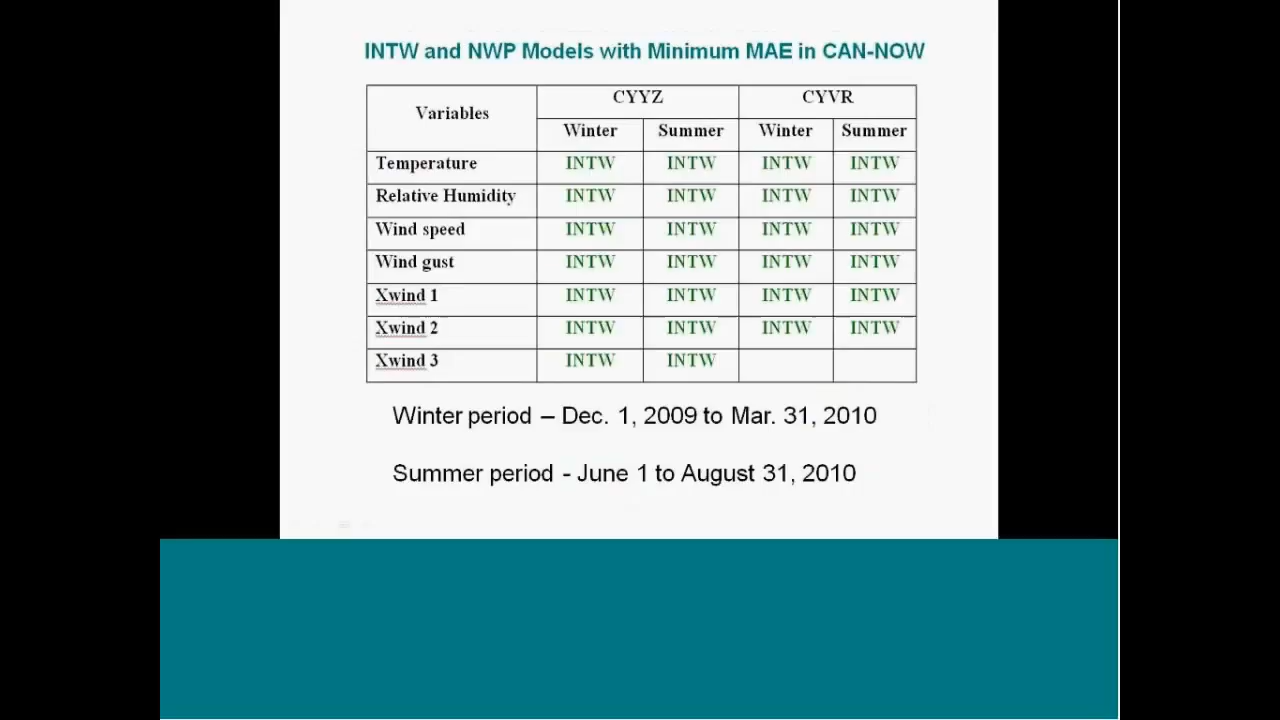 INTW and NWP Models with Minimum MAE in CAN-NOW
Variables CYYZ CYVR
Winter Summer Winter Summer
Temperature INTW INTW INTW INTW
Relative Humidity INTW INTW INTW INTW
Wind speed INTW INTW INTW INTW
Wind gust INTW INTW INTW INTW
Xwind 1 INTW INTW INTW INTW
Xwind 2 INTW INTW INTW INTW
Xwind 3 INTW INTW
Winter period – Dec. 1, 2009 to Mar. 31, 2010
Summer period - June 1 to August 31, 2010